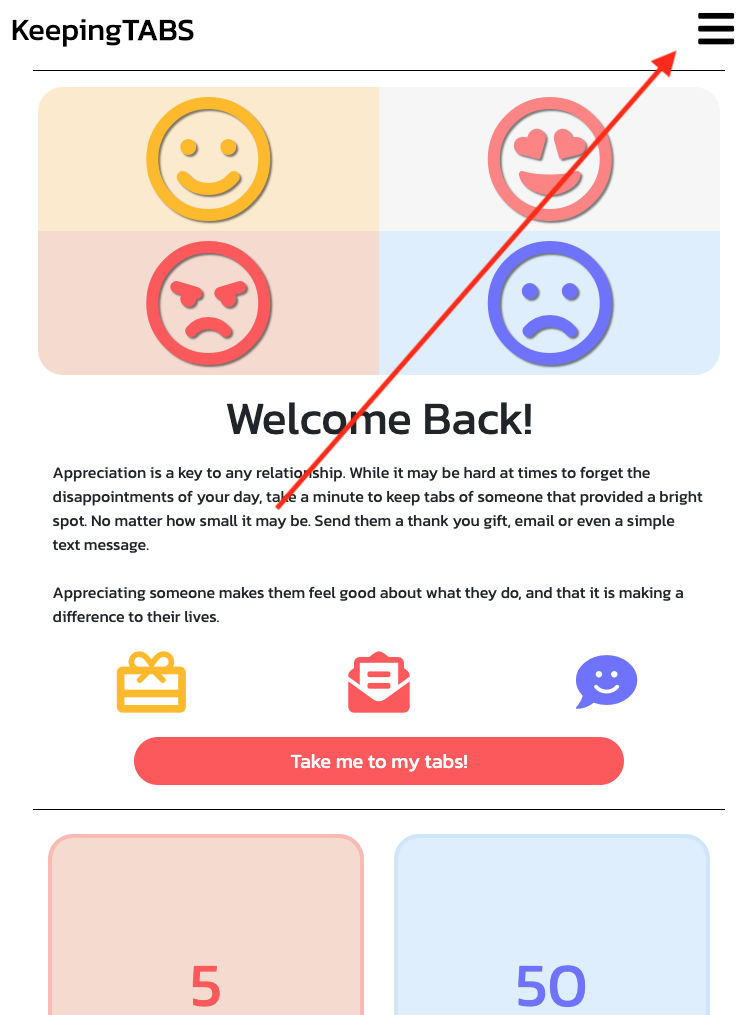 KeepingTABS
Welcome Back!
Appreciation is a key to any relationship. While it may be hard at times to forget the
disappointments of your day, take a minute to keep tabs of someone that provided a bright
spot. No matter how small it may be. Send them a thank you gift, email or even a simple
text message.
Appreciating someone makes them feel good about what they do, and that it is making a
difference to their lives.
Take me to my tabs!
5
50